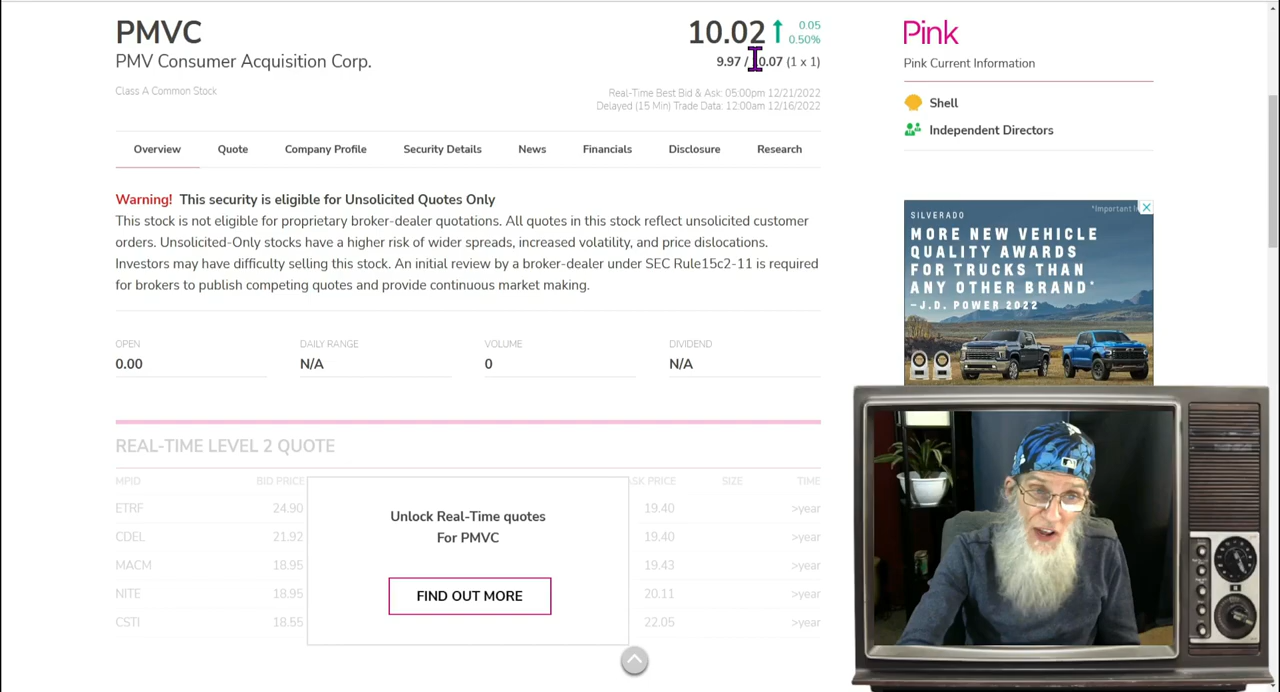 PMVC
10.02
0.05
0.50%
PMV Consumer Acquisition Corp.
9.97 / 10.07 (1 x 1)
Class A Common Stock
Real-Time Best Bid & Ask: 05:00pm 12/21/2022
Delayed (15 Min) Trade Data: 12:00am 12/16/2022
Pink
Pink Current Information
Shell
Independent Directors
Overview
Quote
Company Profile
Security Details
News
Financials
Disclosure
Research
Warning! This security is eligible for Unsolicited Quotes Only
This stock is not eligible for proprietary broker-dealer quotations. All quotes in this stock reflect unsolicited customer
orders. Unsolicited-Only stocks have a higher risk of wider spreads, increased volatility, and price dislocations.
Investors may have difficulty selling this stock. An initial review by a broker-dealer under SEC Rule15c2-11 is required
for brokers to publish competing quotes and provide continuous market making.
SILVERADO
*Important
MORE NEW VEHICLE
QUALITY AWARDS
FOR TRUCKS THAN
ANY OTHER BRAND*
–J.D. POWER 2022
OPEN
DAILY RANGE
VOLUME
DIVIDEND
0.00
N/A
0
N/A
REAL-TIME LEVEL 2 QUOTE
MPID
BID PRICE
ASK PRICE
SIZE
TIME
ETRF 24.90 19.40 >year
CDEL 21.92 19.40 >year
MACM 18.95 19.43 >year
NITE 18.95 20.11 >year
CSTI 18.55 22.05 >year
Unlock Real-Time quotes
For PMVC
FIND OUT MORE